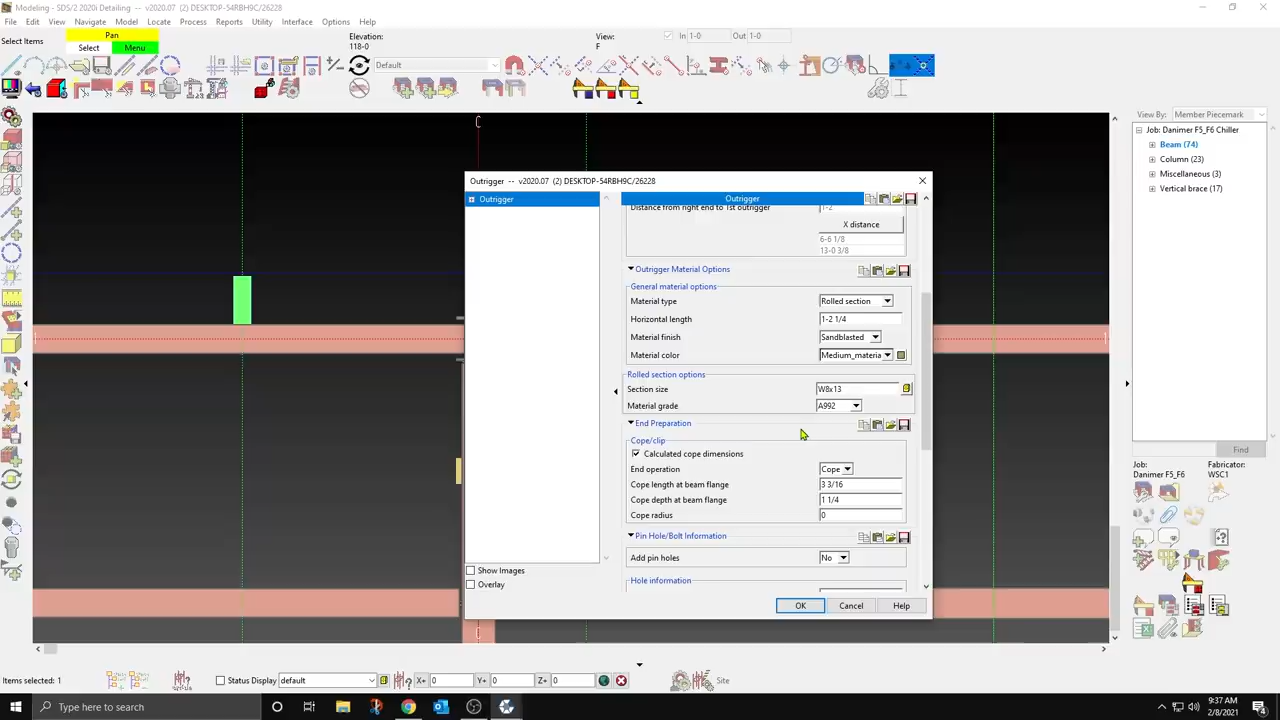 Modeling -- SDS/2 2020i Detailing -- v2020.07 (2) DESKTOP-54RBH9C/26228
File Edit View Navigate Model Locate Process Reports Utility Interface Options Help
Select Items
Pan
Select Menu
Elevation:
118-0
View:
F
In 1-0 Out 1-0
Default
View By: Member Piecemark
Job: Danimer F5_F6 Chiller
Beam (74)
Column (23)
Miscellaneous (3)
Vertical brace (17)
Find
Job:
Danimer F5_F6
Fabricator:
WSC1
Outrigger -- v2020.07 (2) DESKTOP-54RBH9C/26228
Outrigger
Outrigger
Distance from right end to 1st outrigger 1-2
X distance
6-6 1/8
13-0 3/8
Outrigger Material Options
General material options
Material type Rolled section
Horizontal length 1-2 1/4
Material finish Sandblasted
Material color Medium_materia
Rolled section options
Section size W8x13
Material grade A992
End Preparation
Cope/clip
Calculated cope dimensions
End operation Cope
Cope length at beam flange 3 3/16
Cope depth at beam flange 1 1/4
Cope radius 0
Pin Hole/Bolt Information
Add pin holes No
Hole information
Show Images
Overlay
OK Cancel Help
Items selected: 1
Status Display default
X+ 0 Y+ 0 Z+ 0
Site
Type here to search
9:37 AM
2/8/2021